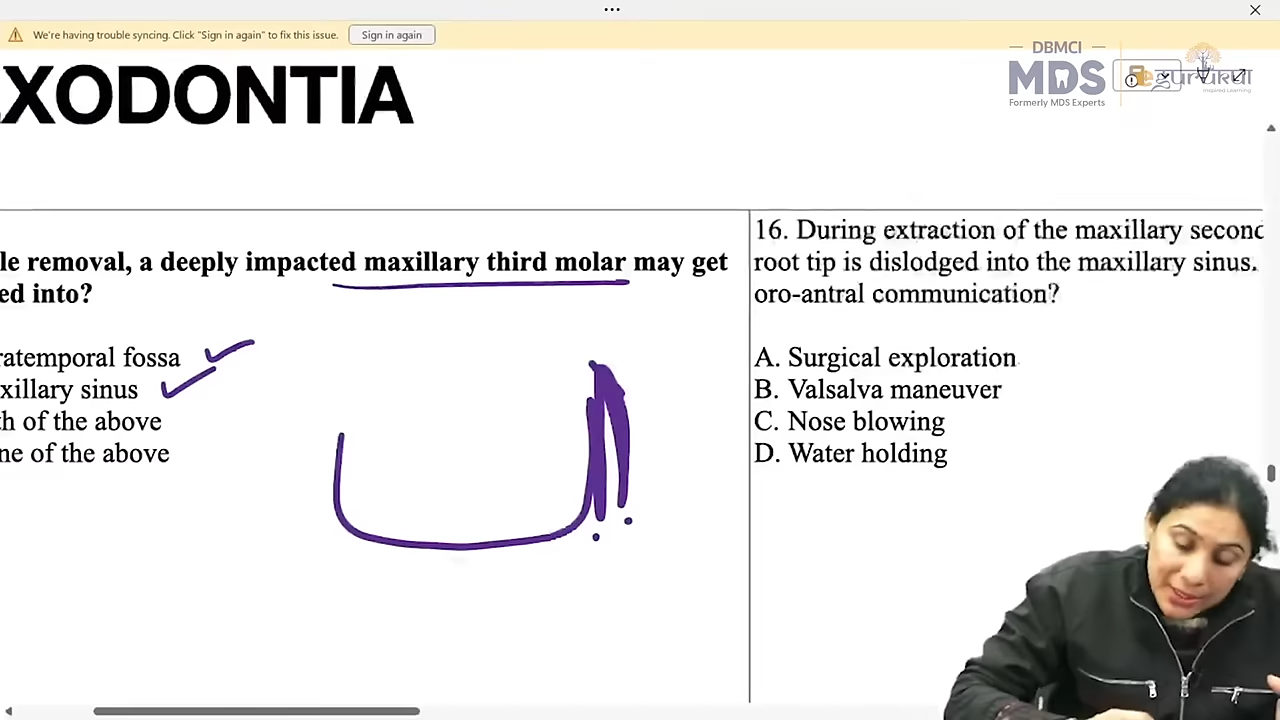 ...
We're having trouble syncing. Click "Sign in again" to fix this issue. Sign in again
DBMCI
MDS
Formerly MDS Experts
गुरुकुल
Inspired Learning
XODONTIA
le removal, a deeply impacted maxillary third molar may get
ed into?
ratemporal fossa
xillary sinus
th of the above
ne of the above
16. During extraction of the maxillary second
root tip is dislodged into the maxillary sinus.
oro-antral communication?
A. Surgical exploration
B. Valsalva maneuver
C. Nose blowing
D. Water holding